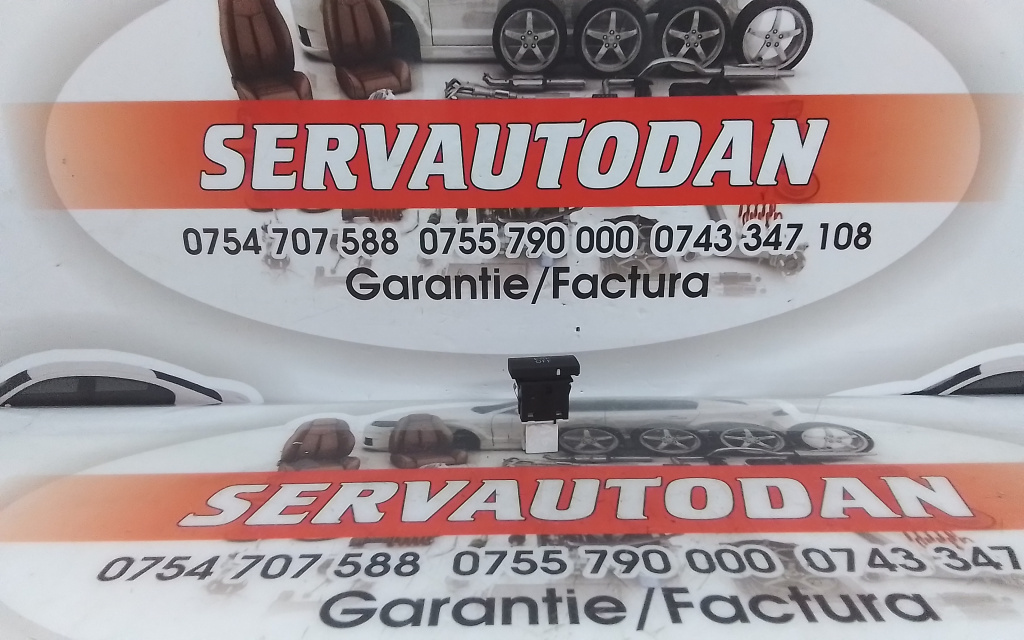 SERVAUTODAN
0754 707 588 0755 790 000 0743 347 108
Garantie/Factura
OFF
SERVAUTODAN
0754 707 588 0755 790 000 0743 347
Garantie/Factura